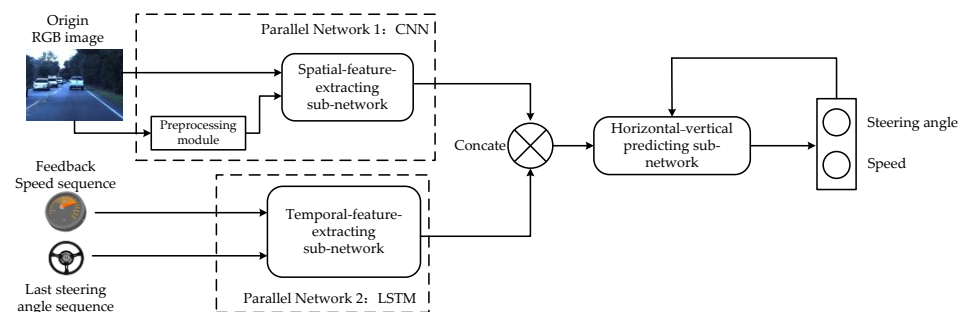 Origin
RGB image
Parallel Network 1：CNN
Spatial-feature-
extracting
sub-network
Preprocessing
module
Feedback
Speed sequence
Last steering
angle sequence
Temporal-feature-
extracting
sub-network
Parallel Network 2：LSTM
Concate
Horizontal-vertical
predicting sub-
network
Steering angle
Speed